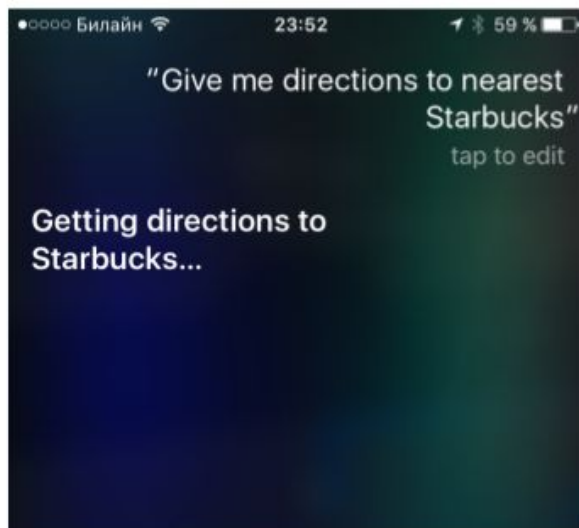 Билайн 23:52 59 %
"Give me directions to nearest
Starbucks"
tap to edit
Getting directions to
Starbucks...